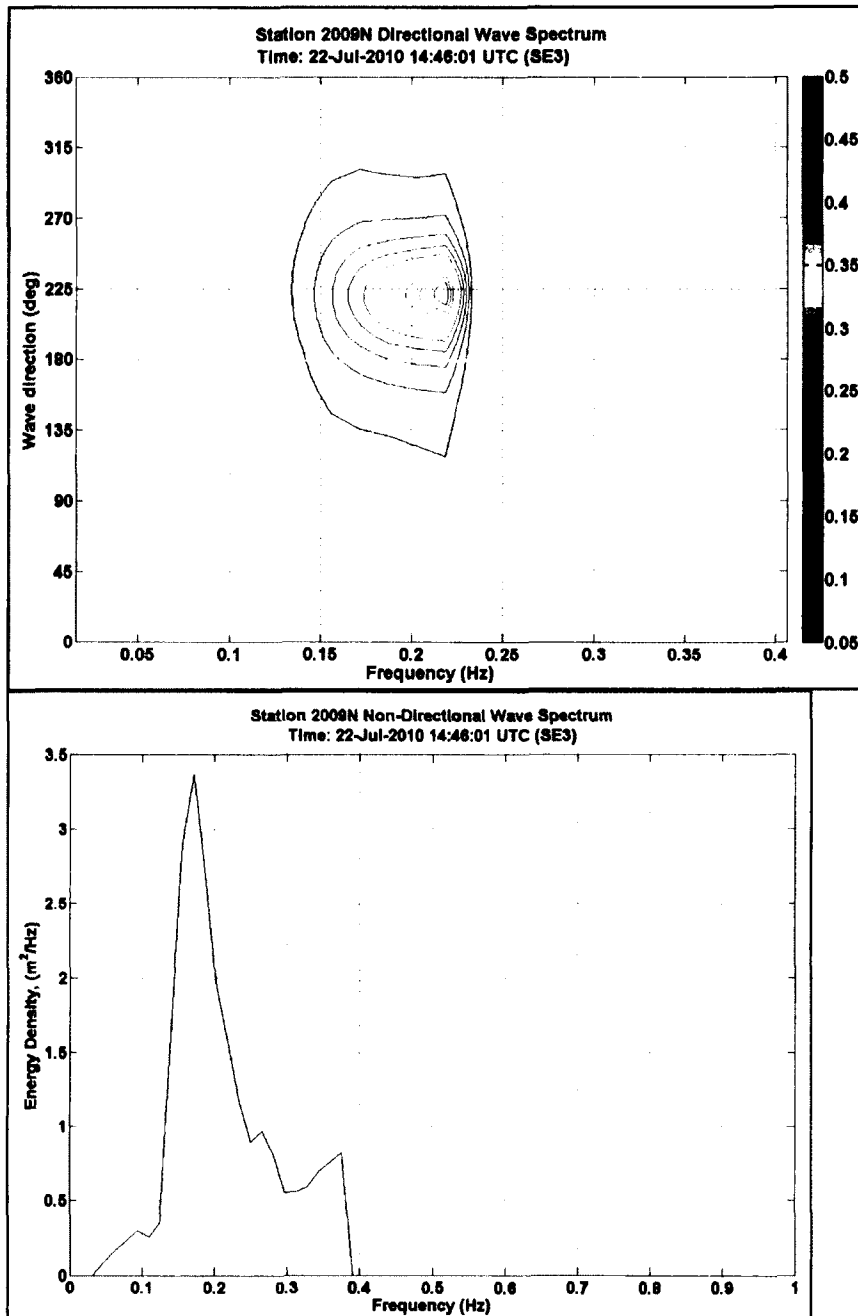 Station 2009N Directional Wave Spectrum
Time: 22-Jul-2010 14:46:01 UTC (SE3)
Wave direction (deg)
360
315
270
225
180
135
90
45
0
0.05 0.1 0.15 0.2 0.25 0.3 0.35 0.4
Frequency (Hz)
0.5
0.45
0.4
0.35
0.3
0.25
0.2
0.15
0.1
0.05
Station 2009N Non-Directional Wave Spectrum
Time: 22-Jul-2010 14:46:01 UTC (SE3)
Energy Density, (m²/Hz)
3.5
3
2.5
2
1.5
1
0.5
0
0 0.1 0.2 0.3 0.4 0.5 0.6 0.7 0.8 0.9 1
Frequency (Hz)